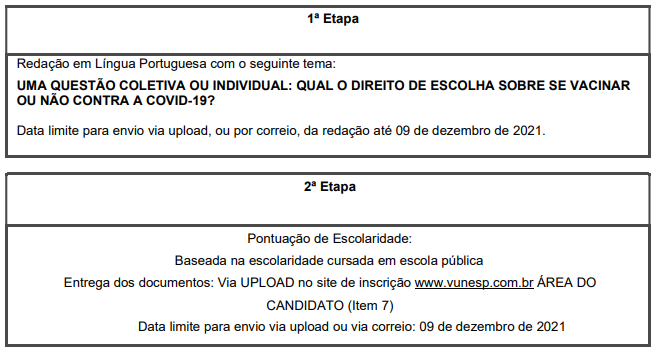 1ª Etapa
Redação em Língua Portuguesa com o seguinte tema:
UMA QUESTÃO COLETIVA OU INDIVIDUAL: QUAL O DIREITO DE ESCOLHA SOBRE SE VACINAR
OU NÃO CONTRA A COVID-19?
Data limite para envio via upload, ou por correio, da redação até 09 de dezembro de 2021.
2ª Etapa
Pontuação de Escolaridade:
Baseada na escolaridade cursada em escola pública
Entrega dos documentos: Via UPLOAD no site de inscrição www.vunesp.com.br ÁREA DO
CANDIDATO (Item 7)
Data limite para envio via upload ou via correio: 09 de dezembro de 2021